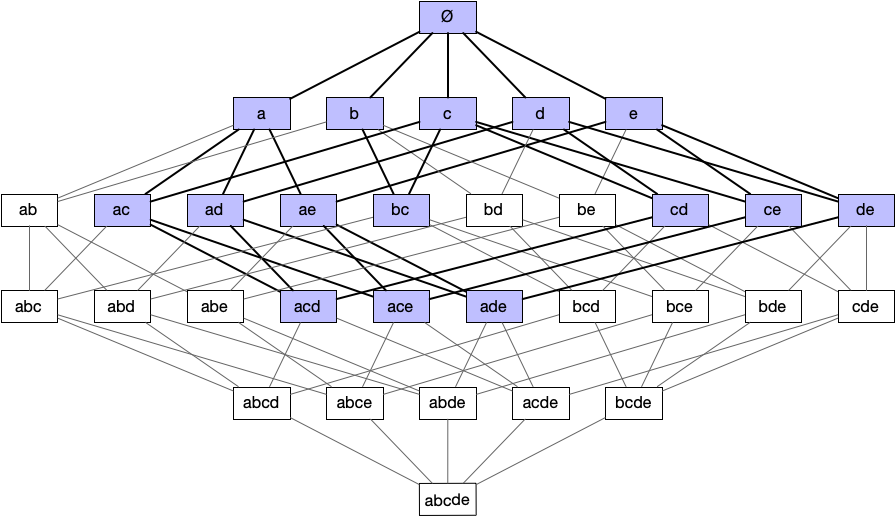 Ø
a b c d e
ab ac ad ae bc bd be cd ce de
abc abd abe acd ace ade bcd bce bde cde
abcd abce abde acde bcde
abcde